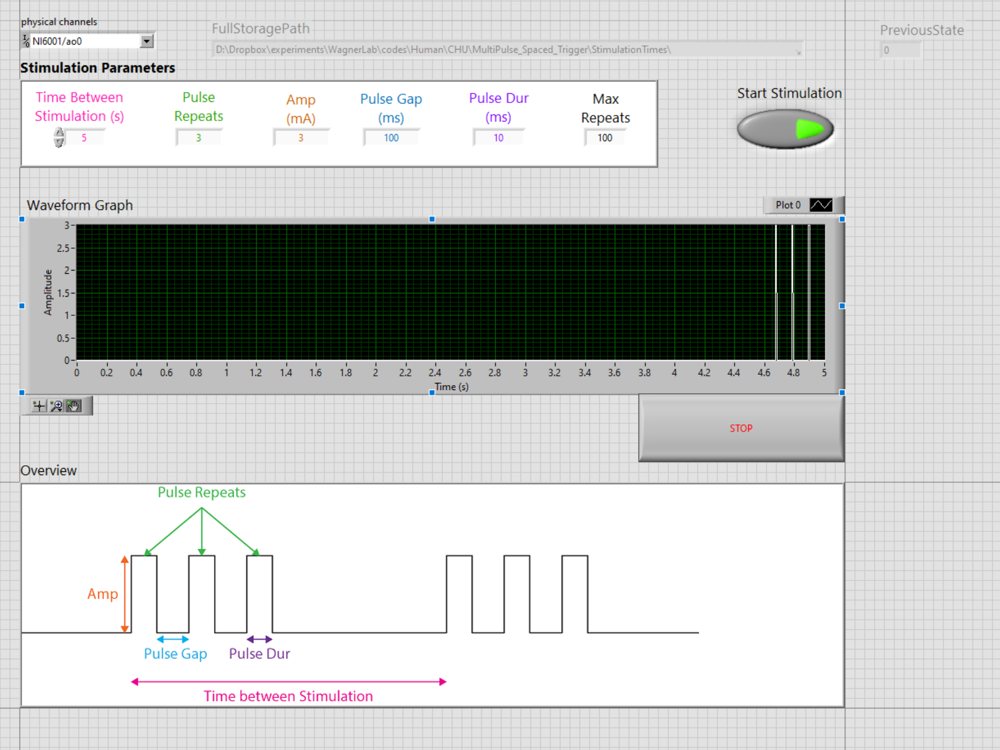 physical channels
NI6001/ao0
FullStoragePath
D:\Dropbox\experiments\WagnerLab\codes\Human\CHU\MultiPulse_Spaced_Trigger\StimulationTimes\
PreviousState
0
Stimulation Parameters
Time Between
Stimulation (s)
5
Pulse
Repeats
3
Amp
(mA)
3
Pulse Gap
(ms)
100
Pulse Dur
(ms)
10
Max
Repeats
100
Start Stimulation
Waveform Graph
Plot 0
Amplitude
3
2.5
2
1.5
1
0.5
0
0 0.2 0.4 0.6 0.8 1 1.2 1.4 1.6 1.8 2 2.2 2.4 2.6 2.8 3 3.2 3.4 3.6 3.8 4 4.2 4.4 4.6 4.8 5
Time (s)
STOP
Overview
Pulse Repeats
Amp
Pulse Gap
Pulse Dur
Time between Stimulation